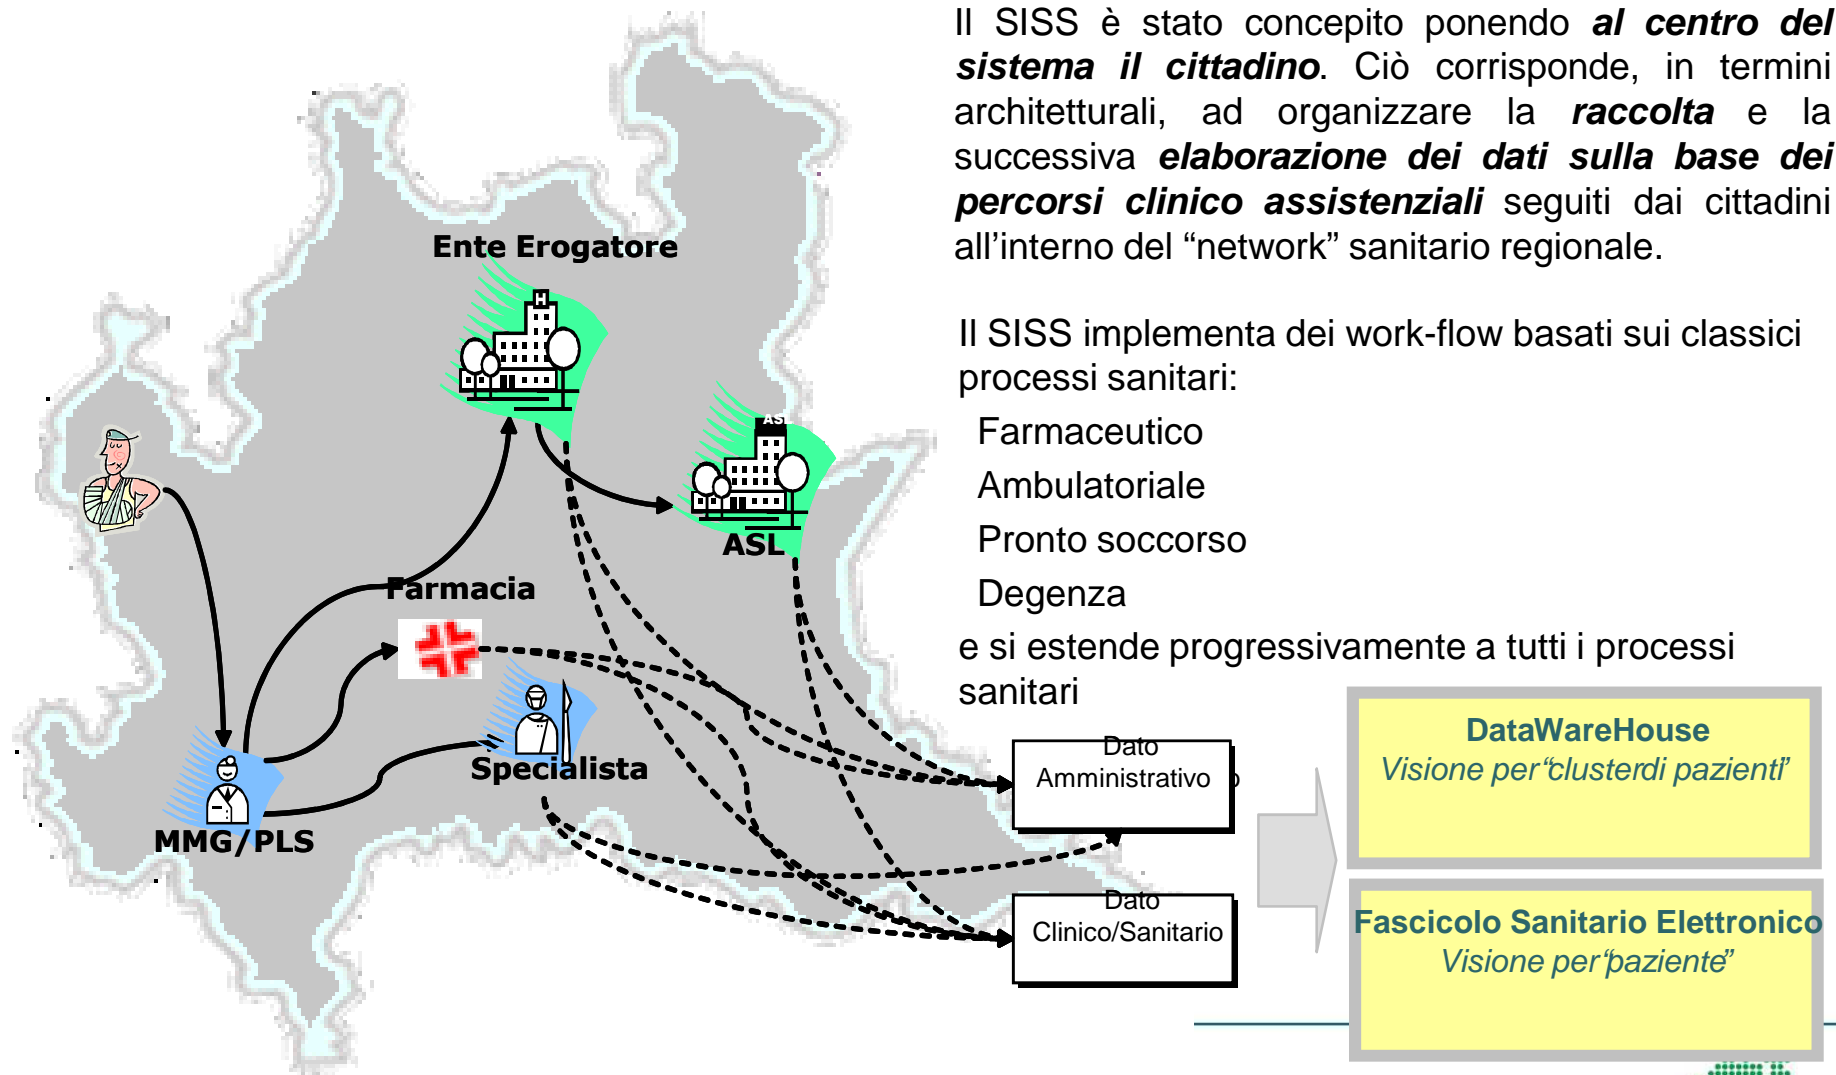 Il SISS è stato concepito ponendo al centro del
sistema il cittadino. Ciò corrisponde, in termini
architetturali, ad organizzare la raccolta e la
successiva elaborazione dei dati sulla base dei
percorsi clinico assistenziali seguiti dai cittadini
all'interno del “network” sanitario regionale.
Il SISS implementa dei work-flow basati sui classici
processi sanitari:
Farmaceutico
Ambulatoriale
Pronto soccorso
Degenza
e si estende progressivamente a tutti i processi
sanitari
Ente Erogatore
H
ASL
ASL
Farmacia
Specialista
MMG/PLS
Dato
Amministrativo
Dato
Clinico/Sanitario
DataWareHouse
Visione per“clusterdi pazienti”
Fascicolo Sanitario Elettronico
Visione per“paziente”